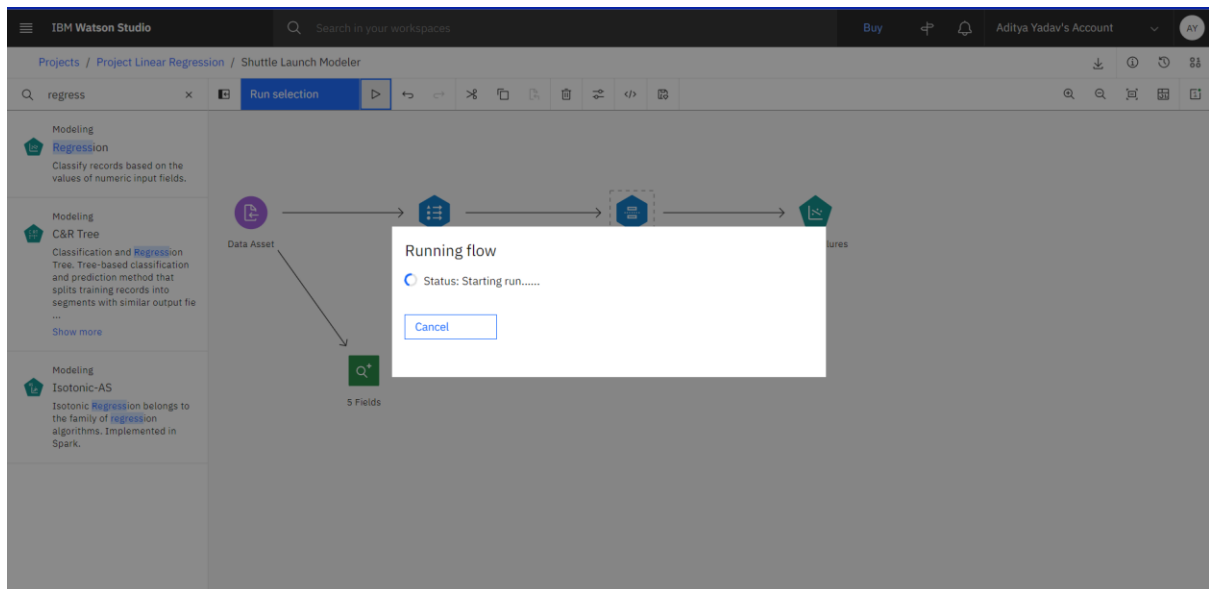 IBM Watson Studio
Search in your workspaces
Buy
Aditya Yadav's Account
AY
Projects / Project Linear Regression / Shuttle Launch Modeler
regress
Run selection
Modeling
Regression
Classify records based on the
values of numeric input fields.
Modeling
C&R Tree
Classification and Regression
Tree. Tree-based classification
and prediction method that
splits training records into
segments with similar output fie
...
Show more
Modeling
Isotonic-AS
Isotonic Regression belongs to
the family of regression
algorithms. Implemented in
Spark.
Data Asset
lures
5 Fields
Running flow
Status: Starting run......
Cancel